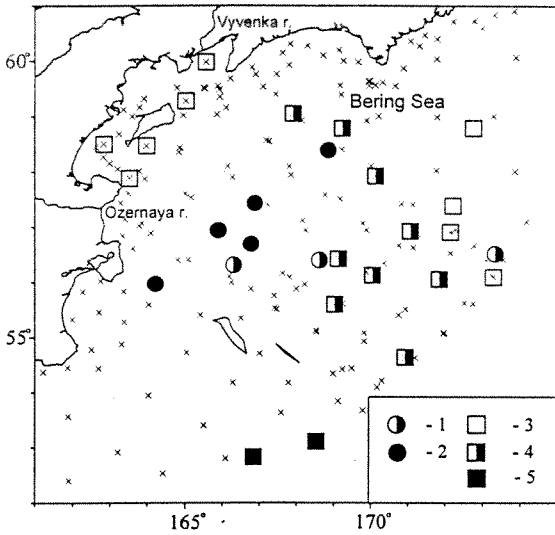 Vyvenka r.
60°
Bering Sea
Ozernaya r.
55°
- 1 - 3
- 2 - 4
- 5
165° 170°